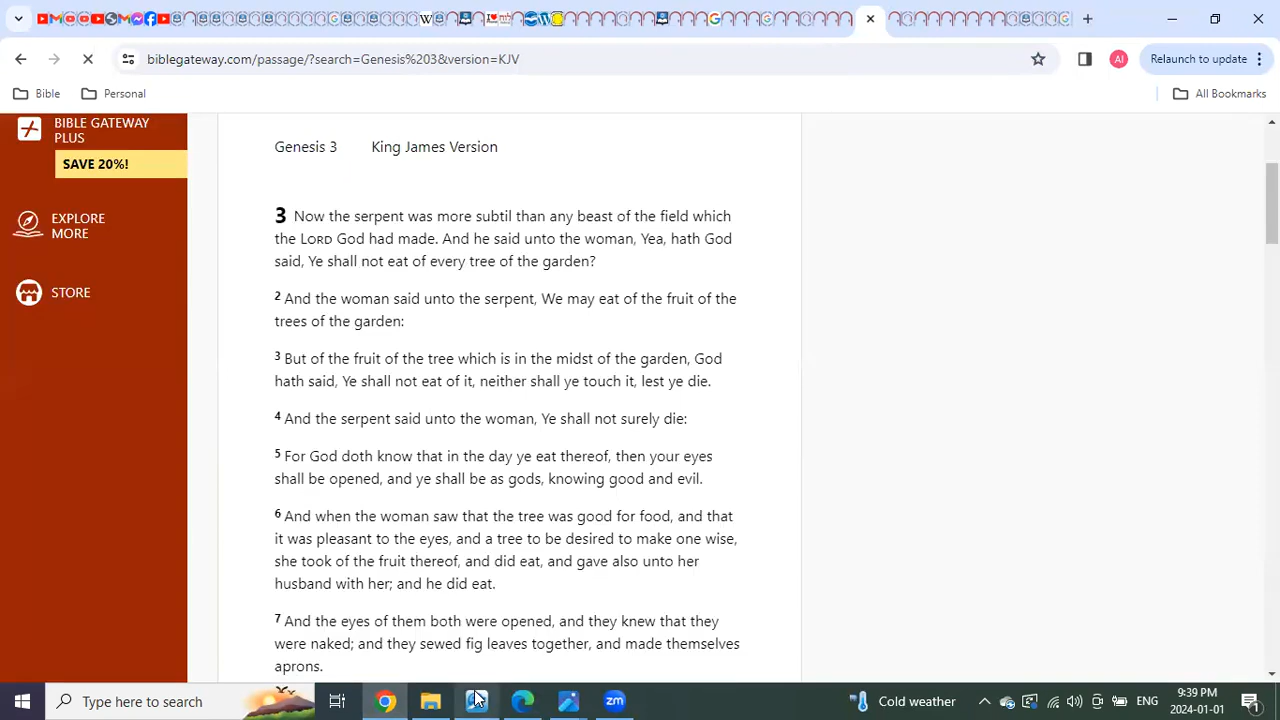 biblegateway.com/passage/?search=Genesis%203&version=KJV
AI
Relaunch to update
Bible
Personal
All Bookmarks
BIBLE GATEWAY
PLUS
SAVE 20%!
EXPLORE
MORE
STORE
Genesis 3 King James Version
3 Now the serpent was more subtil than any beast of the field which
the LORD God had made. And he said unto the woman, Yea, hath God
said, Ye shall not eat of every tree of the garden?
2 And the woman said unto the serpent, We may eat of the fruit of the
trees of the garden:
3 But of the fruit of the tree which is in the midst of the garden, God
hath said, Ye shall not eat of it, neither shall ye touch it, lest ye die.
4 And the serpent said unto the woman, Ye shall not surely die:
5 For God doth know that in the day ye eat thereof, then your eyes
shall be opened, and ye shall be as gods, knowing good and evil.
6 And when the woman saw that the tree was good for food, and that
it was pleasant to the eyes, and a tree to be desired to make one wise,
she took of the fruit thereof, and did eat, and gave also unto her
husband with her; and he did eat.
7 And the eyes of them both were opened, and they knew that they
were naked; and they sewed fig leaves together, and made themselves
aprons.
Type here to search
zm
Cold weather
ENG
9:39 PM
2024-01-01
1